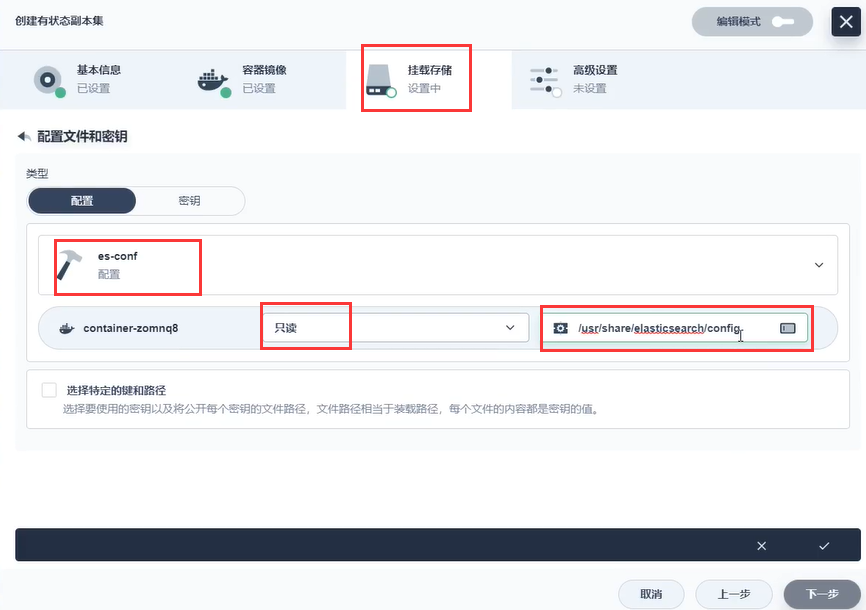 创建有状态副本集
编辑模式
基本信息
已设置
容器镜像
已设置
挂载存储
设置中
高级设置
未设置
配置文件和密钥
类型
配置
密钥
es-conf
配置
container-zomnq8
只读
/usr/share/elasticsearch/config
选择特定的键和路径
选择要使用的密钥以及将公开每个密钥的文件路径，文件路径相当于装载路径，每个文件的内容都是密钥的值。
取消
上一步
下一步